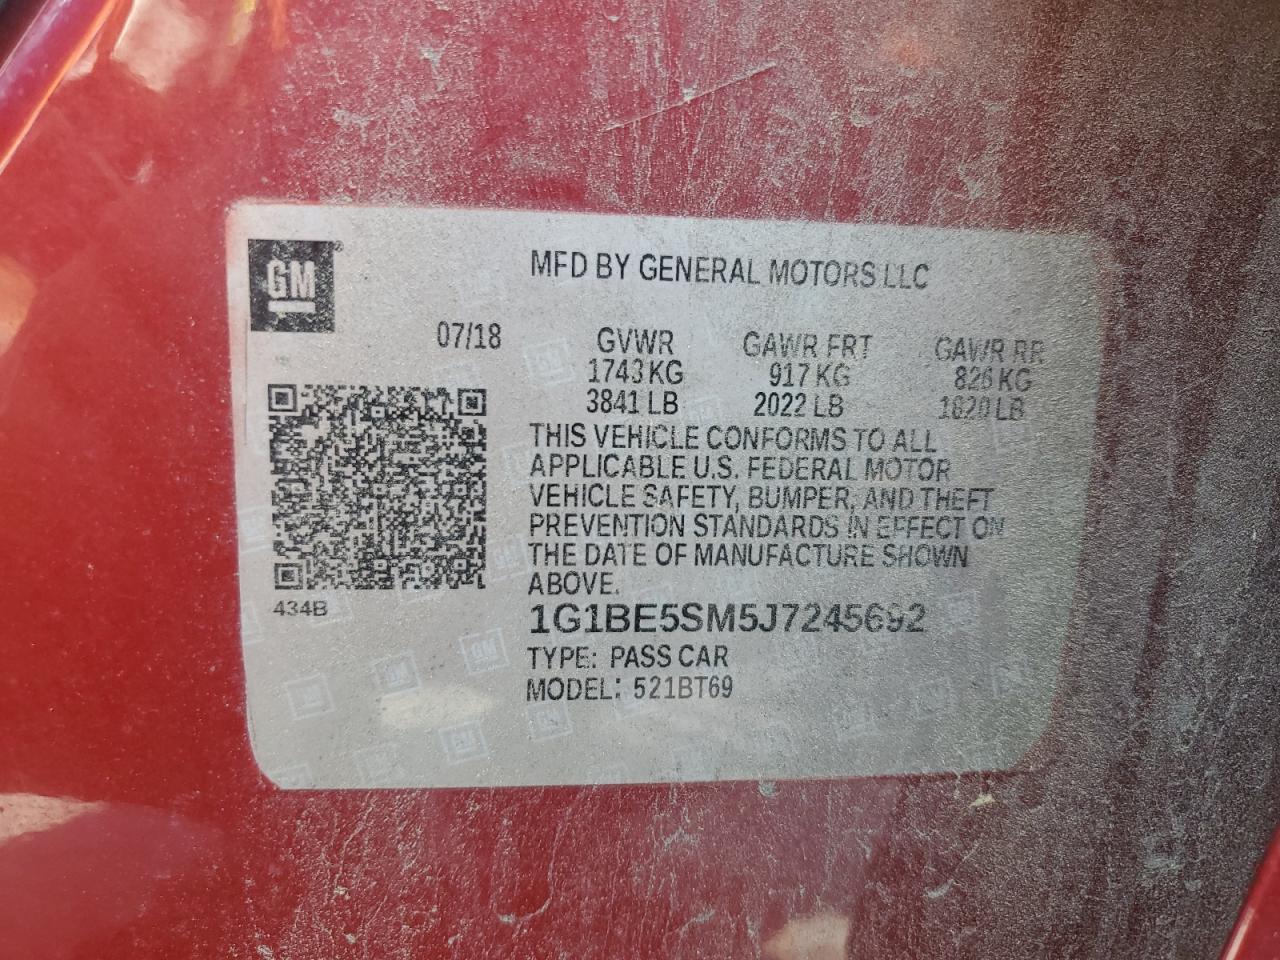 GM
MFD BY GENERAL MOTORS LLC
07/18 GVWR GAWR FRT GAWR RR
1743 KG 917 KG 826 KG
3841 LB 2022 LB 1820 LB
THIS VEHICLE CONFORMS TO ALL
APPLICABLE U.S. FEDERAL MOTOR
VEHICLE SAFETY, BUMPER, AND THEFT
PREVENTION STANDARDS IN EFFECT ON
THE DATE OF MANUFACTURE SHOWN
ABOVE.
434B
1G1BE5SM5J7245692
TYPE: PASS CAR
MODEL: 521BT69